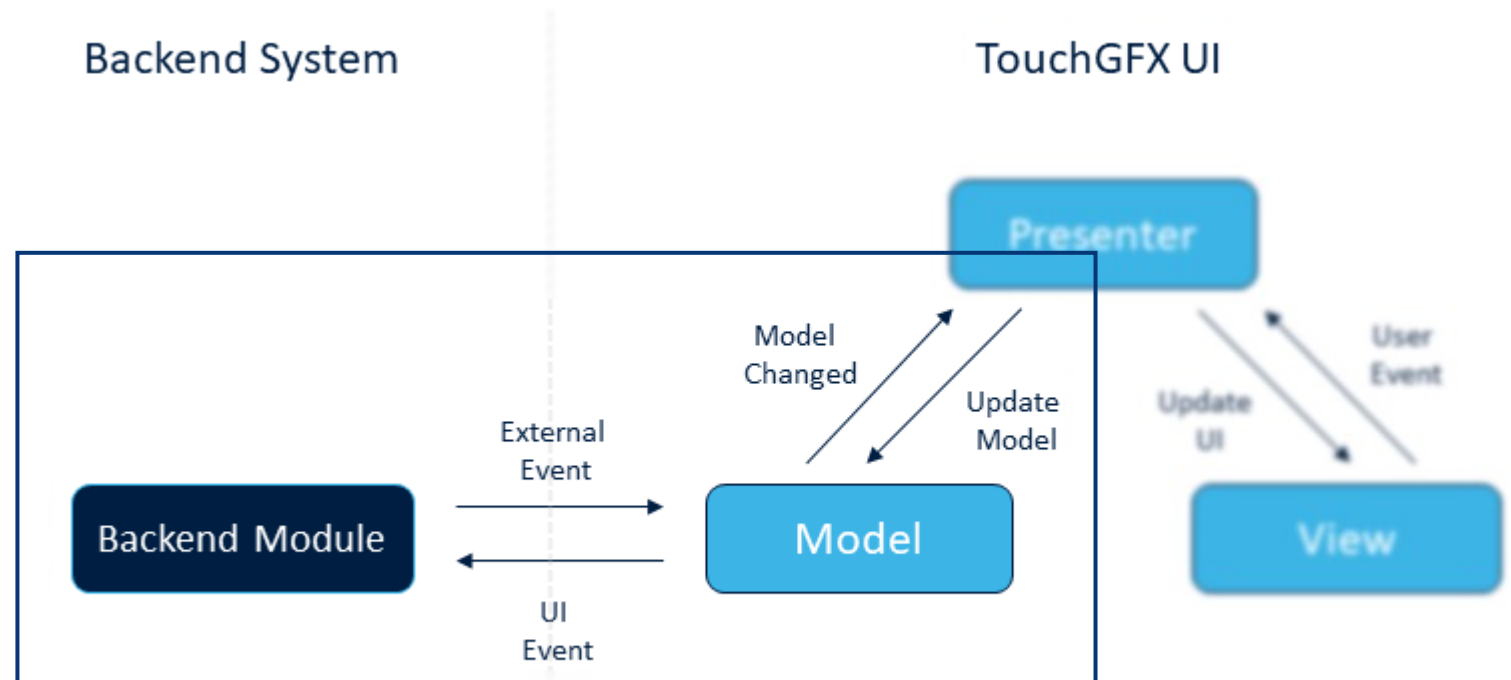 Backend System
TouchGFX UI
Presenter
Model
Changed
Update
Model
User
Event
Update
UI
External
Event
Backend Module
Model
View
UI
Event